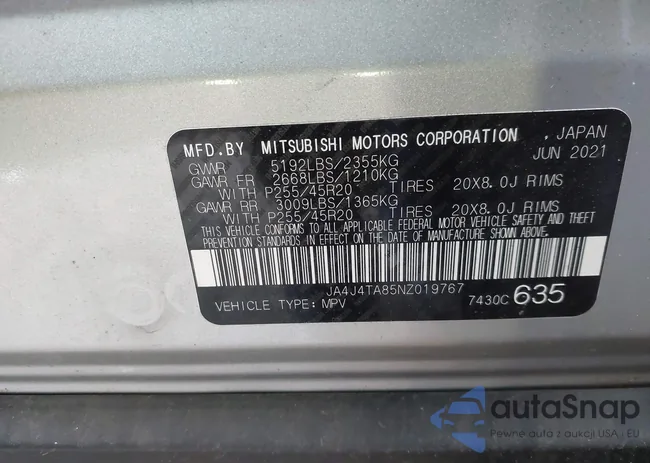 MFD. BY MITSUBISHI MOTORS CORPORATION , JAPAN
GVWR 5192LBS/2355KG JUN 2021
GAWR FR 2668LBS/1210KG
WITH P255/45R20 TIRES 20X8.0J RIMS
GAWR RR 3009LBS/1365KG
WITH P255/45R20 TIRES 20X8.0J RIMS
THIS VEHICLE CONFORMS TO ALL APPLICABLE FEDERAL MOTOR VEHICLE SAFETY AND THEFT
PREVENTION STANDARDS IN EFFECT ON THE DATE OF MANUFACTURE SHOWN ABOVE.
JA4J4TA85NZ019767
VEHICLE TYPE: MPV 7430C 635
autaSnap
Pewne auto z aukcji USA i EU